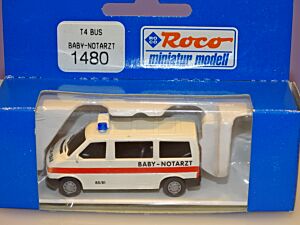 T4 BUS
BABY-NOTARZT
1480
Roco
miniatur modell
BABY-NOTARZT